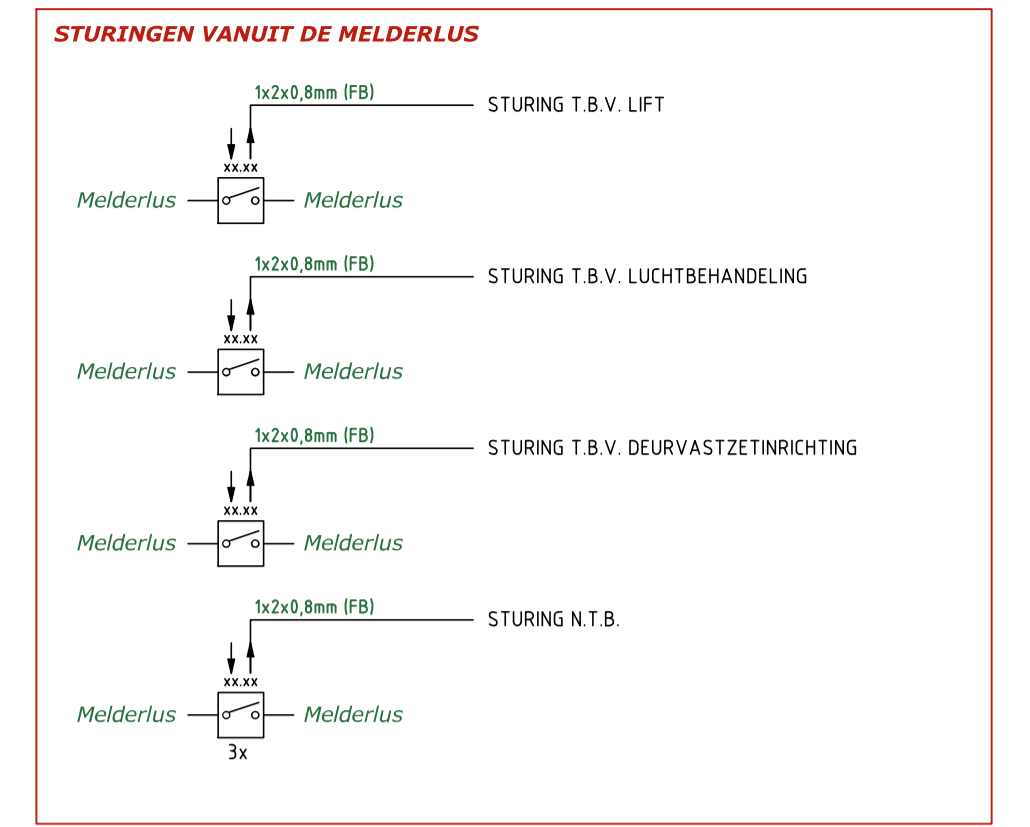 STURINGEN VANUIT DE MELDERLUS
1x2x0,8mm (FB)
STURING T.B.V. LIFT
xx.xx
Melderlus
Melderlus
1x2x0,8mm (FB)
STURING T.B.V. LUCHTBEHANDELING
xx.xx
Melderlus
Melderlus
1x2x0,8mm (FB)
STURING T.B.V. DEURVASTZETINRICHTING
xx.xx
Melderlus
Melderlus
1x2x0,8mm (FB)
STURING N.T.B.
xx.xx
Melderlus
Melderlus
3x